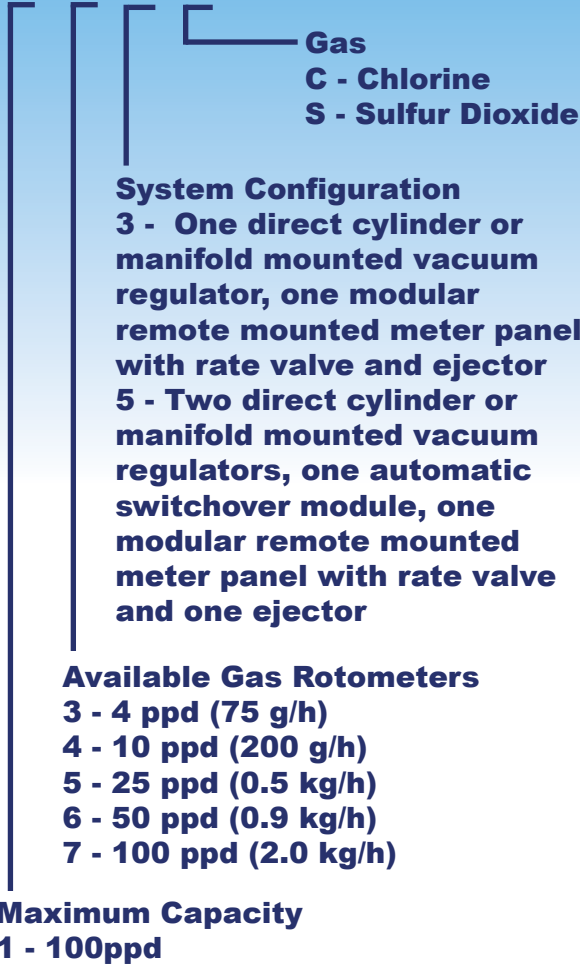 Gas
C - Chlorine
S - Sulfur Dioxide
System Configuration
3 - One direct cylinder or
manifold mounted vacuum
regulator, one modular
remote mounted meter panel
with rate valve and ejector
5 - Two direct cylinder or
manifold mounted vacuum
regulators, one automatic
switchover module, one
modular remote mounted
meter panel with rate valve
and one ejector
Available Gas Rotometers
3 - 4 ppd (75 g/h)
4 - 10 ppd (200 g/h)
5 - 25 ppd (0.5 kg/h)
6 - 50 ppd (0.9 kg/h)
7 - 100 ppd (2.0 kg/h)
Maximum Capacity
1 - 100ppd